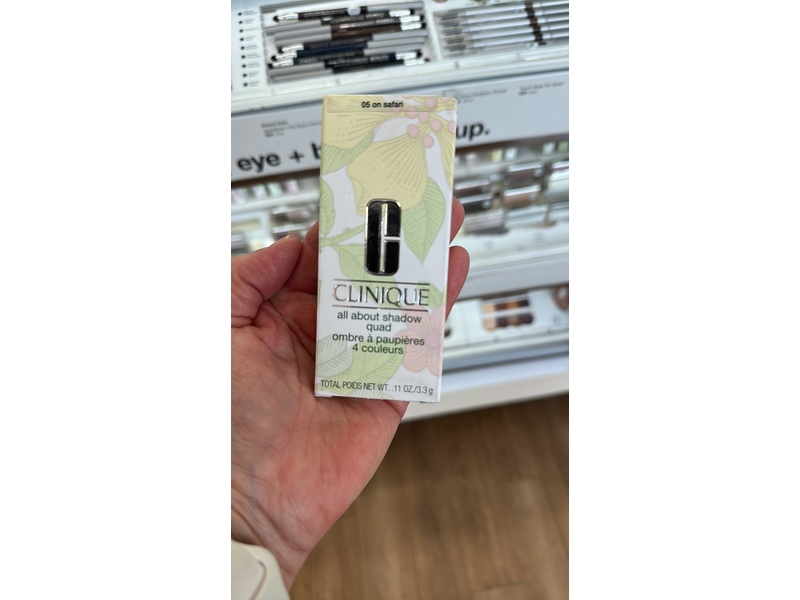 05 on safari
eye +
up.
CLINIQUE
all about shadow
quad
ombre à paupières
4 couleurs
TOTAL POIDS NET WT. .11 OZ./3.3 g